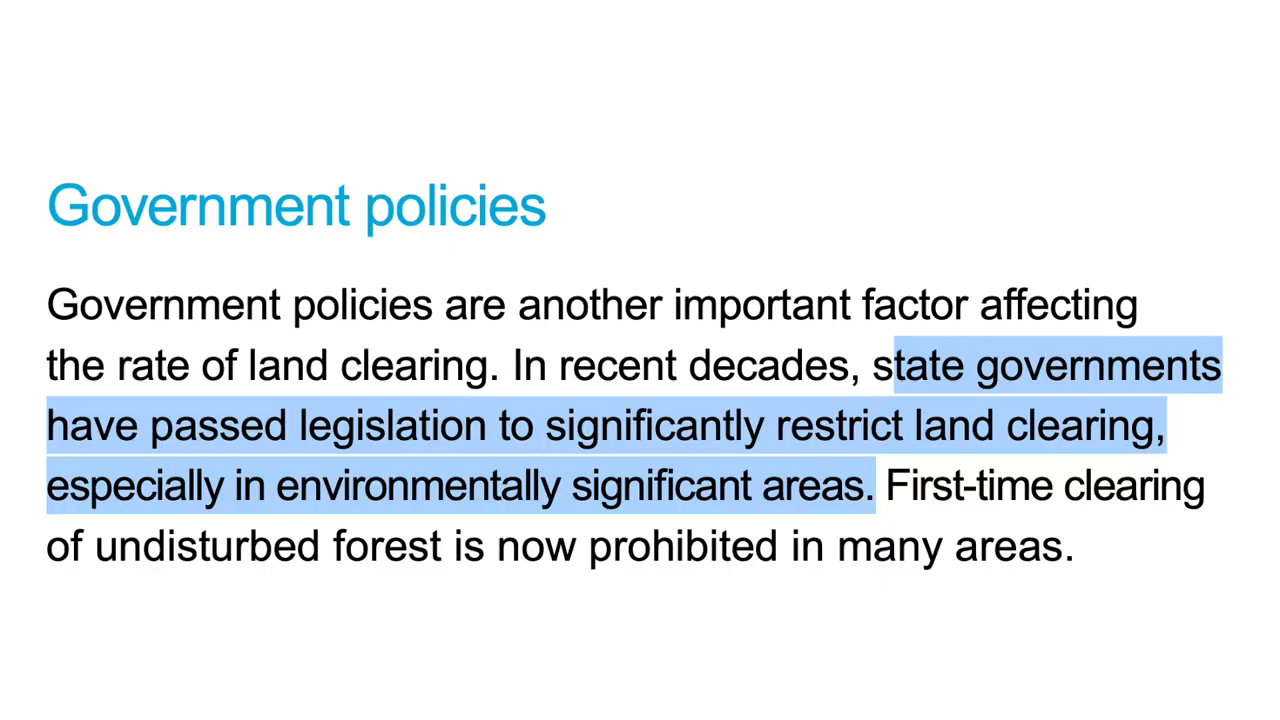 Government policies
Government policies are another important factor affecting
the rate of land clearing. In recent decades, state governments
have passed legislation to significantly restrict land clearing,
especially in environmentally significant areas. First-time clearing
of undisturbed forest is now prohibited in many areas.